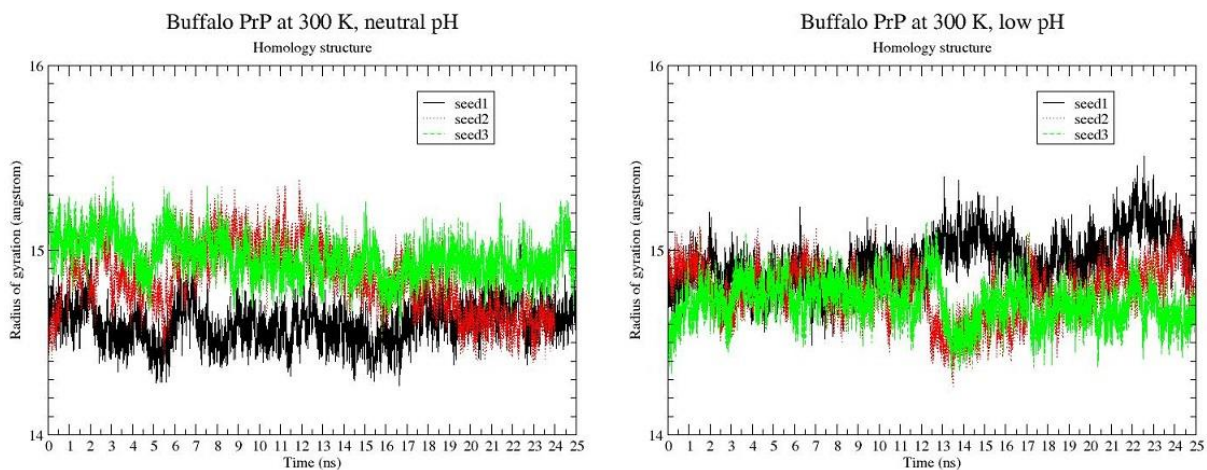 Buffalo PrP at 300 K, neutral pH
Homology structure
16
15
14
Radius of gyration (angstrom)
seed1
seed2
seed3
0 1 2 3 4 5 6 7 8 9 10 11 12 13 14 15 16 17 18 19 20 21 22 23 24 25
Time (ns)
Buffalo PrP at 300 K, low pH
Homology structure
16
15
14
Radius of gyration (angstrom)
seed1
seed2
seed3
0 1 2 3 4 5 6 7 8 9 10 11 12 13 14 15 16 17 18 19 20 21 22 23 24 25
Time (ns)